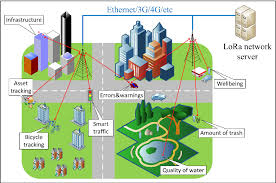 Ethernet/3G/4G/etc
Infrastructure
LoRa network
server
Asset
tracking
Errors&warnings
Wellbeing
Smart
traffic
Amount of trash
Bicycle
tracking
Quality of water